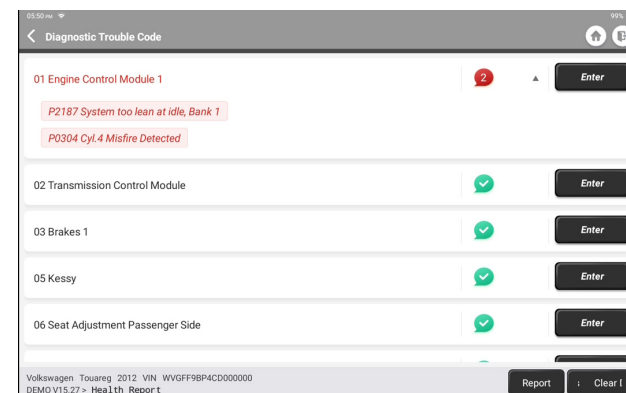 05:50 PM 99%
Diagnostic Trouble Code
01 Engine Control Module 1 2 Enter
P2187 System too lean at idle, Bank 1
P0304 Cyl.4 Misfire Detected
02 Transmission Control Module Enter
03 Brakes 1 Enter
05 Kessy Enter
06 Seat Adjustment Passenger Side Enter
Volkswagen Touareg 2012 VIN WVGFF9BP4CD000000
DEMO V15.27 > Health Report
Report Clear